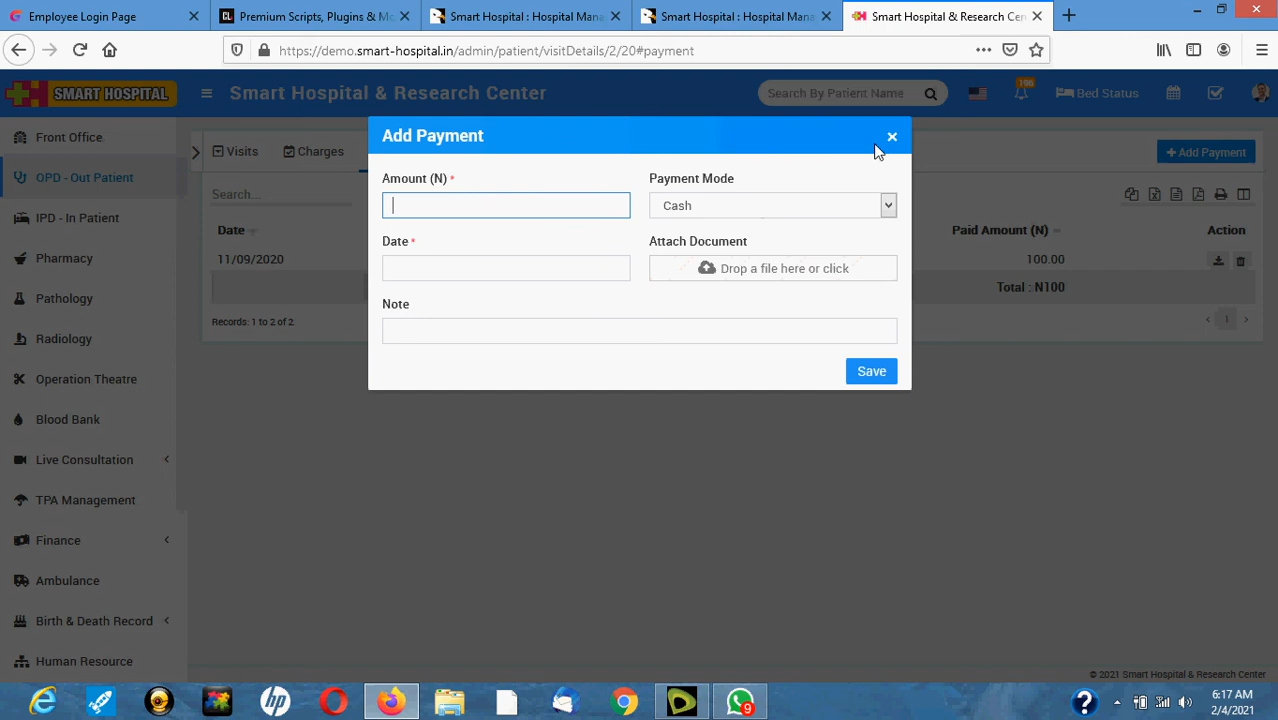 Employee Login Page
Premium Scripts, Plugins & Mo
Smart Hospital : Hospital Mana
Smart Hospital : Hospital Mana
Smart Hospital & Research Cen
https://demo.smart-hospital.in/admin/patient/visitDetails/2/20#payment
SMART HOSPITAL
Smart Hospital & Research Center
Search By Patient Name
196
Bed Status
Front Office
OPD - Out Patient
IPD - In Patient
Pharmacy
Pathology
Radiology
Operation Theatre
Blood Bank
Live Consultation
TPA Management
Finance
Ambulance
Birth & Death Record
Human Resource
Visits
Charges
Add Payment
Search...
Date
Paid Amount (N)
Action
11/09/2020
100.00
Total : N100
Records: 1 to 2 of 2
1
Add Payment
Amount (N) *
Payment Mode
Cash
Date *
Attach Document
Drop a file here or click
Note
Save
© 2021 Smart Hospital & Research Center
9
6:17 AM
2/4/2021